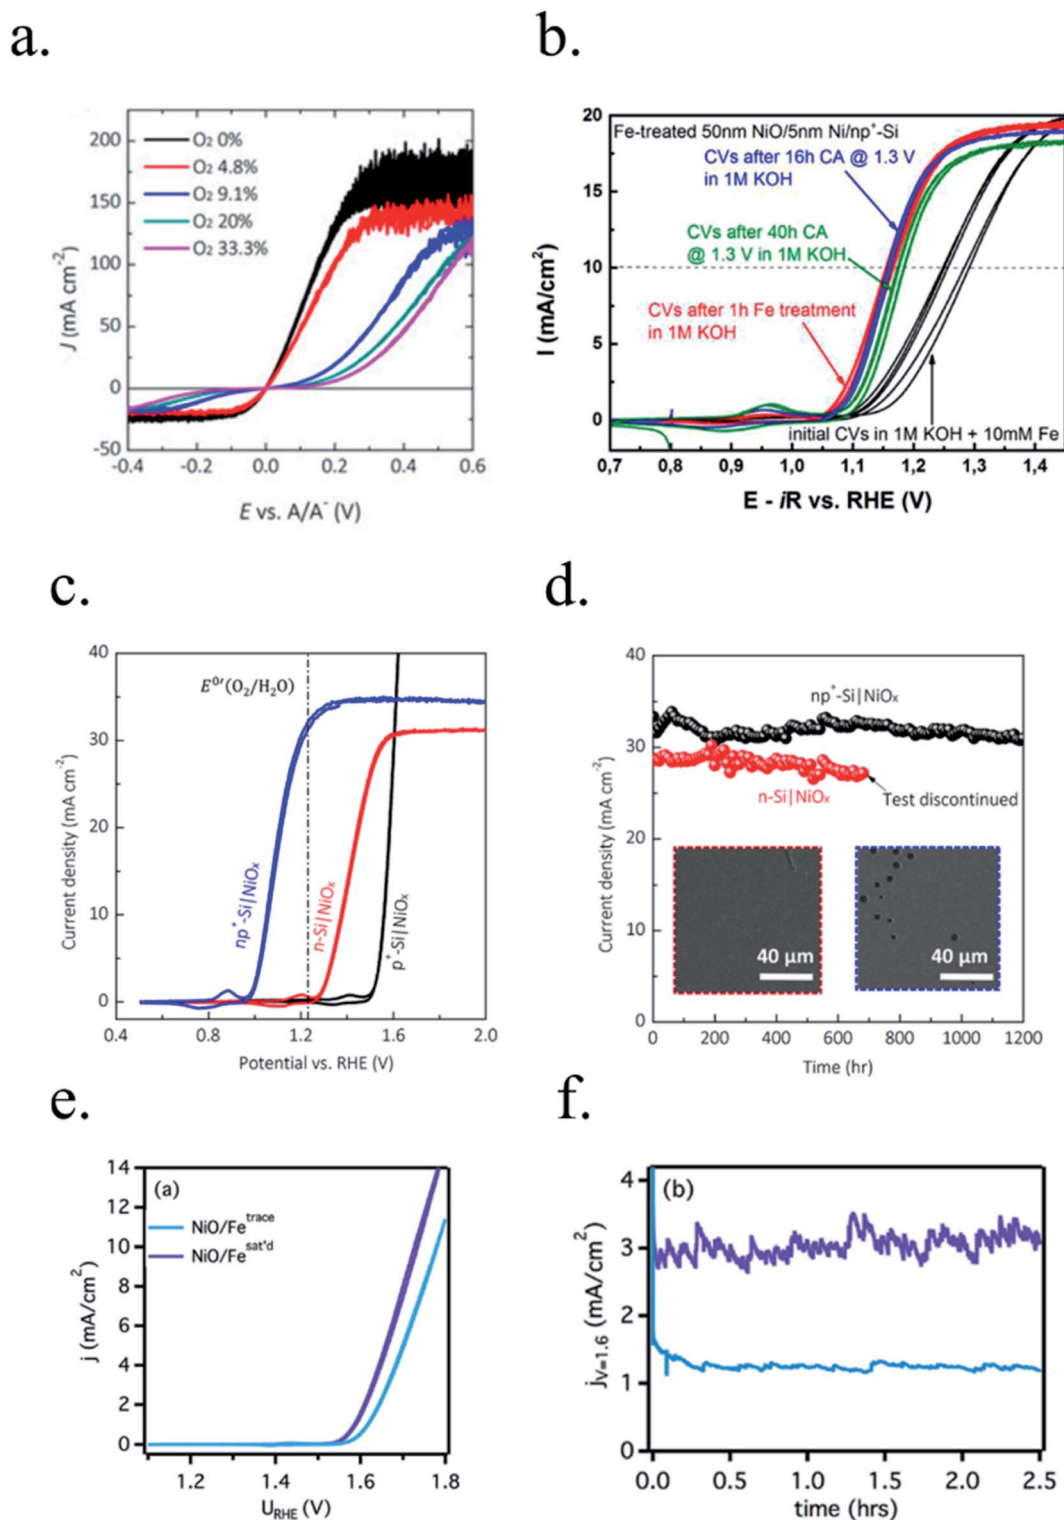 a.
200
150
100
50
0
-50
J (mA cm⁻²)
O₂ 0%
O₂ 4.8%
O₂ 9.1%
O₂ 20%
O₂ 33.3%
-0.4 -0.2 0.0 0.2 0.4 0.6
E vs. A/A⁻ (V)
b.
20
15
10
5
0
I (mA/cm²)
Fe-treated 50nm NiO/5nm Ni/np⁺-Si
CVs after 16h CA @ 1.3 V
in 1M KOH
CVs after 40h CA
@ 1.3 V in 1M KOH
CVs after 1h Fe treatment
in 1M KOH
initial CVs in 1M KOH + 10mM Fe
0,7 0,8 0,9 1,0 1,1 1,2 1,3 1,4
E - iR vs. RHE (V)
c.
40
30
20
10
0
Current density (mA cm⁻²)
E⁰′(O₂/H₂O)
np⁺-Si|NiOₓ
n-Si|NiOₓ
p⁺-Si|NiOₓ
0.4 0.8 1.2 1.6 2.0
Potential vs. RHE (V)
d.
40
30
20
10
0
Current density (mA cm⁻²)
np⁺-Si|NiOₓ
n-Si|NiOₓ
Test discontinued
40 µm
40 µm
0 200 400 600 800 1000 1200
Time (hr)
e.
14
12
10
8
6
4
2
0
j (mA/cm²)
(a)
NiO/Fe^trace
NiO/Fe^sat'd
1.2 1.4 1.6 1.8
U_RHE (V)
f.
4
3
2
1
0
j_V=1.6 (mA/cm²)
(b)
0.0 0.5 1.0 1.5 2.0 2.5
time (hrs)